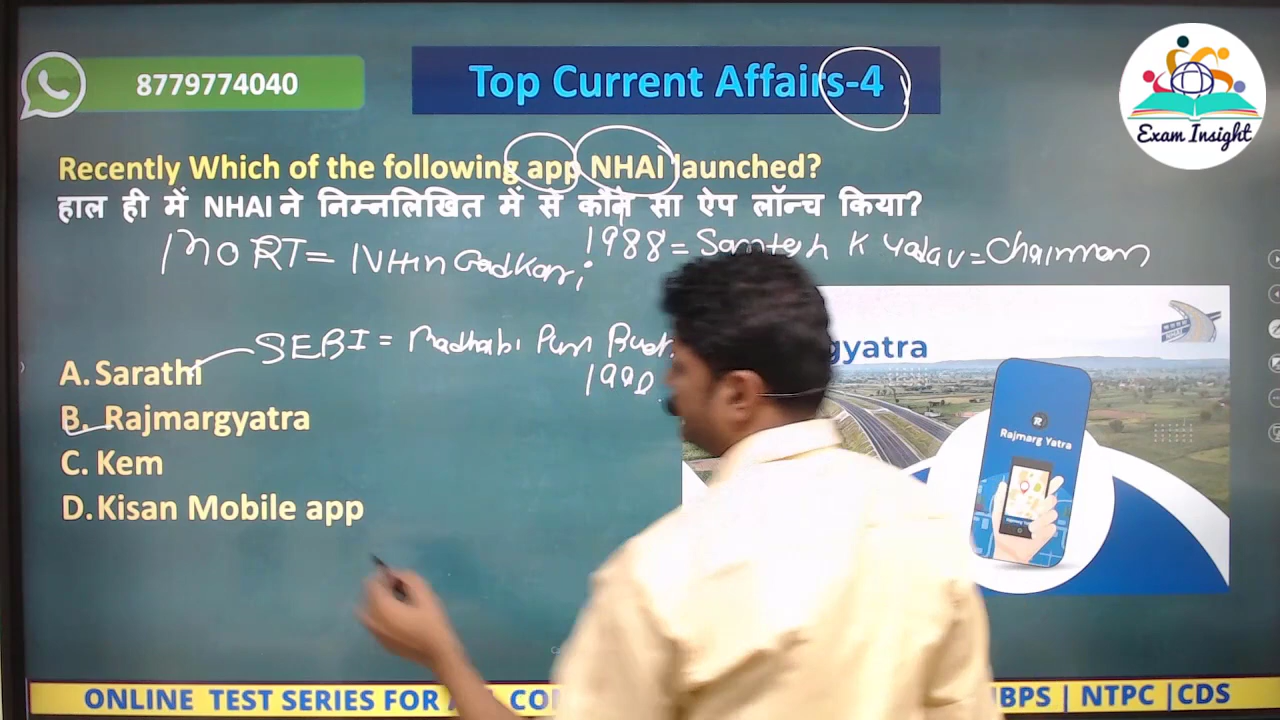 8779774040
Top Current Affairs-4
Exam Insight
Recently Which of the following app NHAI launched?
हाल ही में NHAI ने निम्नलिखित में से कौन सा ऐप लॉन्च किया?
1988 = Santosh K Yadav = Chairman
MORT = Nitin Gadkari
SEBI = Madhabi Puri
gyatra
A. Sarathi
B. Rajmargyatra
C. Kem
D. Kisan Mobile app
Rajmarg Yatra
ONLINE TEST SERIES FOR
IBPS | NTPC |CDS